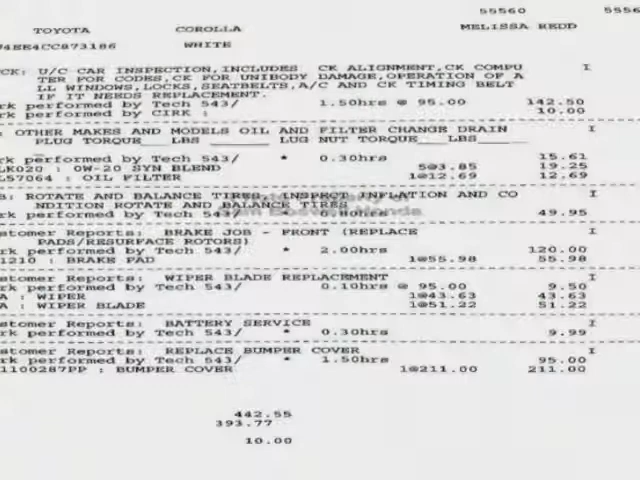 55560 5556
TOYOTA COROLLA MELISSA REDD
4EE4CC873186 WHITE
CK: U/C CAR INSPECTION,INCLUDES CK ALIGNMENT,CK COMPU I
TER FOR CODES,CK FOR UNIBODY DAMAGE,OPERATION OF A
LL WINDOWS,LOCKS,SEATBELTS,A/C AND CK TIMING BELT
IF IT NEEDS REPLACEMENT.
rk performed by Tech 543/ 1.50hrs @ 95.00 142.50
rk performed by CIRK : 10.00
: OTHER MAKES AND MODELS OIL AND FILTER CHANGE DRAIN I
PLUG TORQUE___LBS ______ LUG NUT TORQUE___LBS_____
rk performed by Tech 543/ * 0.30hrs 15.61
LK020 : 0W-20 SYN BLEND 5@3.85 19.25
L57064 : OIL FILTER 1@12.69 12.69
B: ROTATE AND BALANCE TIRES, INSPECT INFLATION AND CO I
NDITION ROTATE AND BALANCE TIRES
rk performed by Tech 543/ 0.80hrs 49.95
stomer Reports: BRAKE JOB - FRONT (REPLACE I
PADS/RESURFACE ROTORS)
rk performed by Tech 543/ * 2.00hrs 120.00
1210 : BRAKE PAD 1@55.98 55.98
stomer Reports: WIPER BLADE REPLACEMENT I
rk performed by Tech 543/ 0.10hrs @ 95.00 9.50
A : WIPER 1@43.63 43.63
A : WIPER BLADE 1@51.22 51.22
stomer Reports: BATTERY SERVICE I
rk performed by Tech 543/ * 0.30hrs 9.99
stomer Reports: REPLACE BUMPER COVER I
rk performed by Tech 543/ * 1.50hrs 95.00
1100287PP : BUMPER COVER 1@211.00 211.00
442.55
393.77
10.00